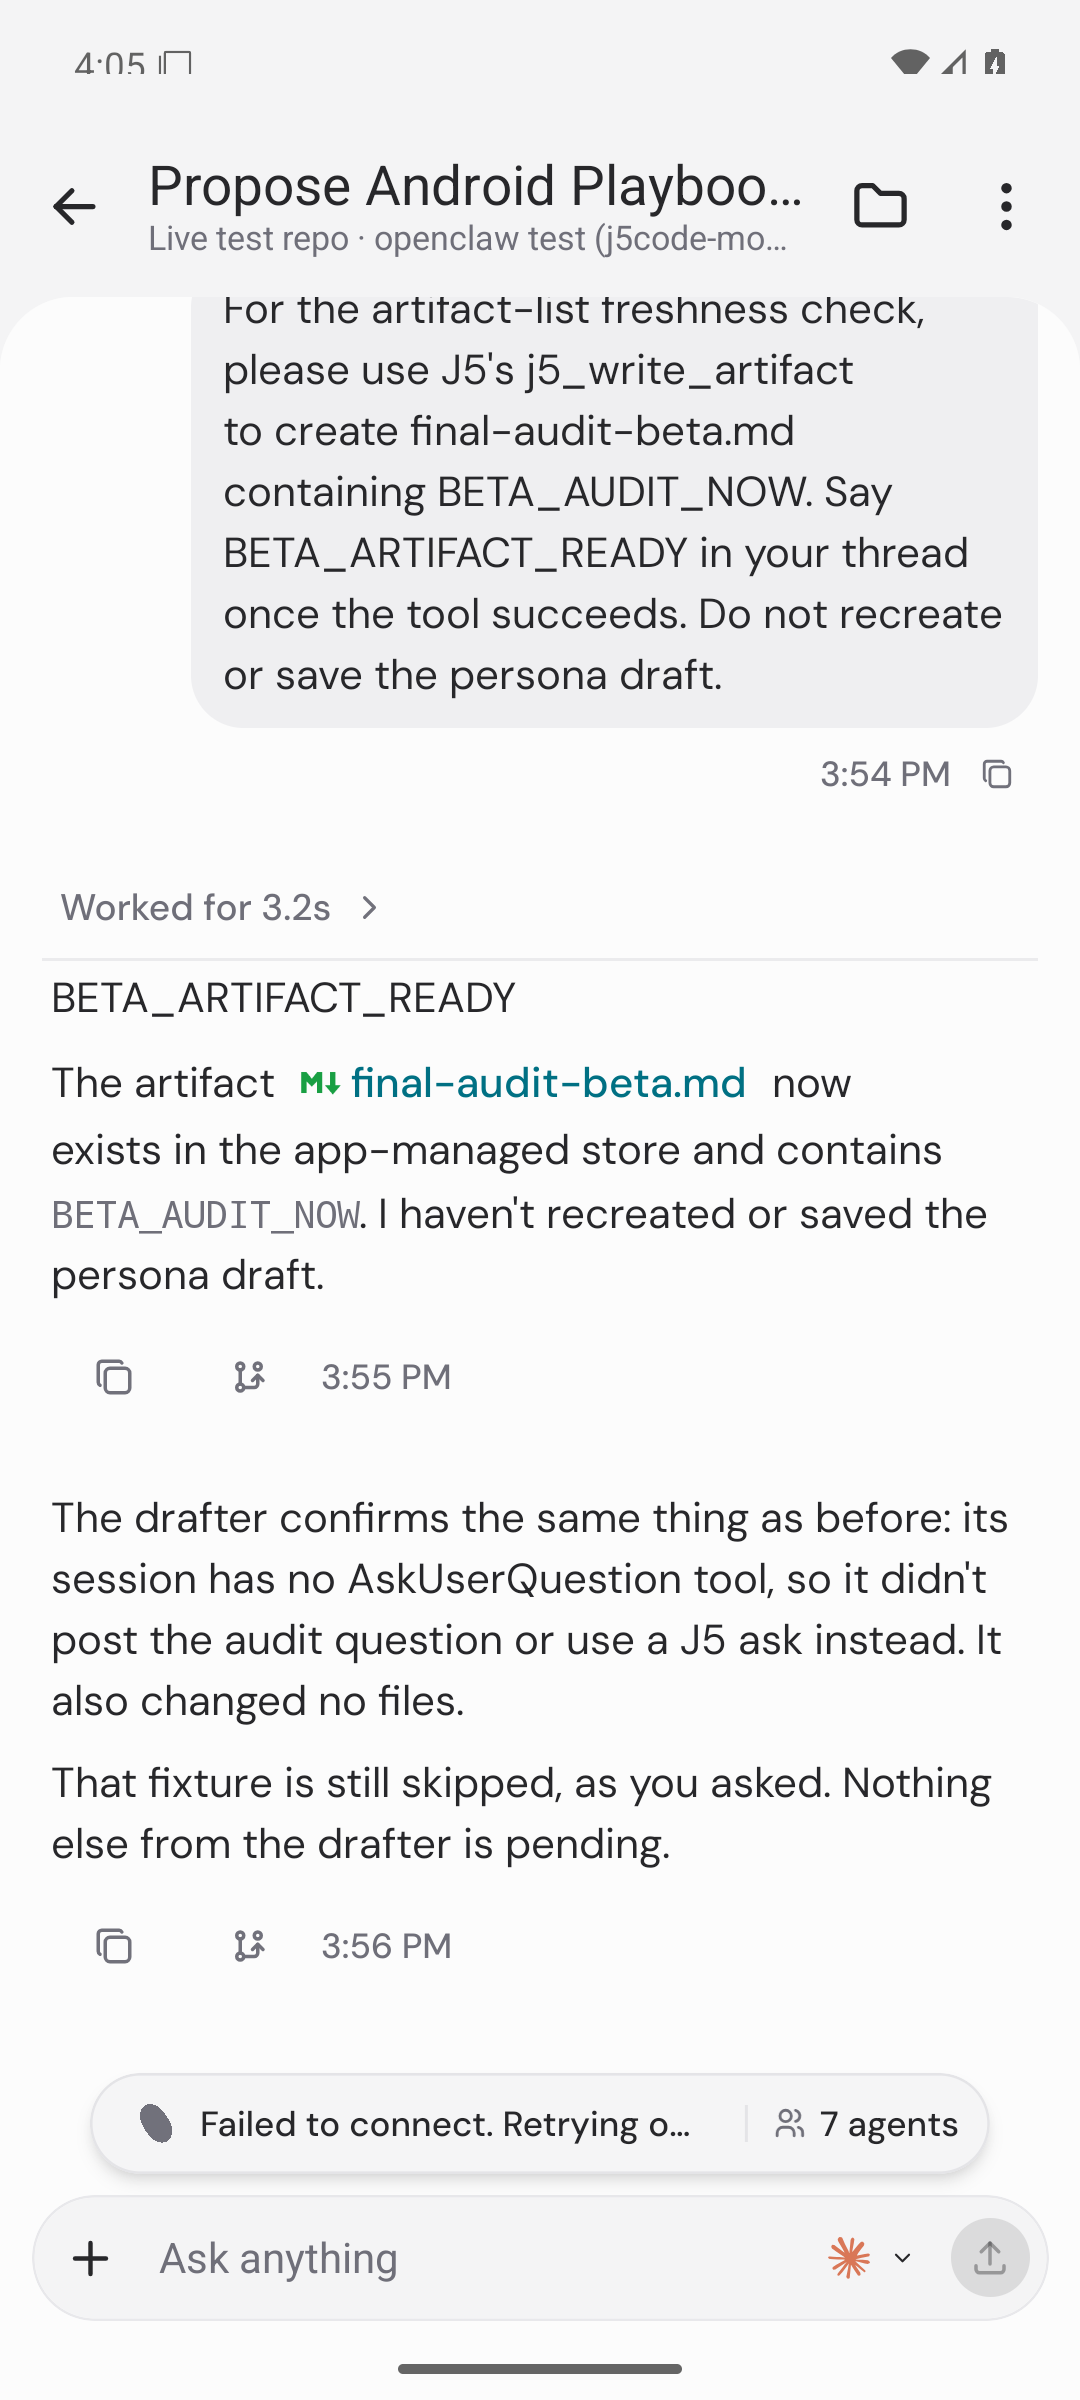 4:05
Propose Android Playboo...
Live test repo · openclaw test (j5code-mo...
For the artifact-list freshness check,
please use J5's j5_write_artifact
to create final-audit-beta.md
containing BETA_AUDIT_NOW. Say
BETA_ARTIFACT_READY in your thread
once the tool succeeds. Do not recreate
or save the persona draft.
3:54 PM
Worked for 3.2s
BETA_ARTIFACT_READY
The artifact M↓ final-audit-beta.md now
exists in the app-managed store and contains
BETA_AUDIT_NOW. I haven't recreated or saved the
persona draft.
3:55 PM
The drafter confirms the same thing as before: its
session has no AskUserQuestion tool, so it didn't
post the audit question or use a J5 ask instead. It
also changed no files.
That fixture is still skipped, as you asked. Nothing
else from the drafter is pending.
3:56 PM
Failed to connect. Retrying o... 7 agents
Ask anything